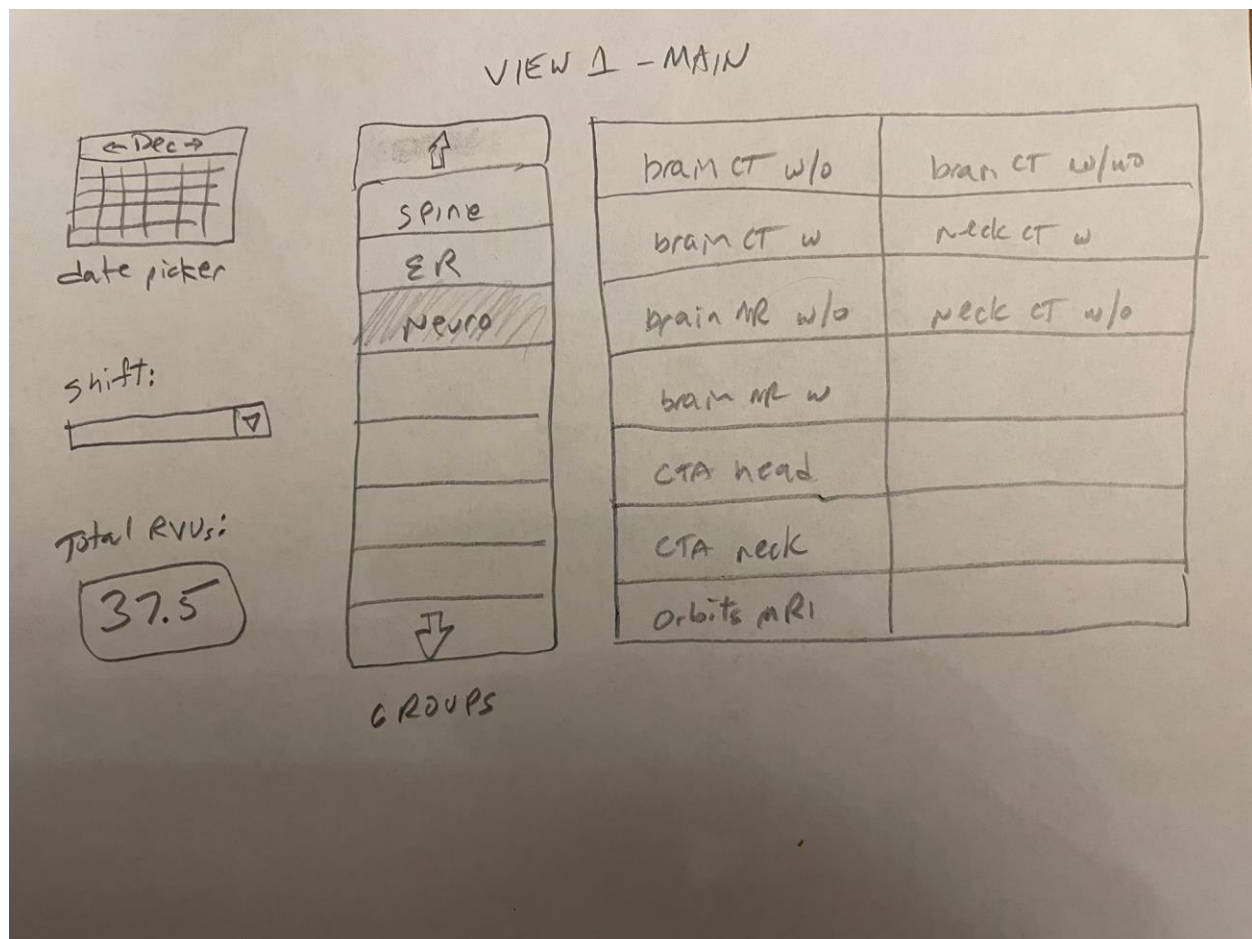 VIEW 1 - MAIN
← Dec →
date picker
shift:
Total RVUs:
37.5
spine
ER
Neuro
GROUPS
brain CT w/o
brain CT w/wo
brain CT w
neck CT w
brain MR w/o
neck CT w/o
brain MR w
CTA head
CTA neck
Orbits MRI